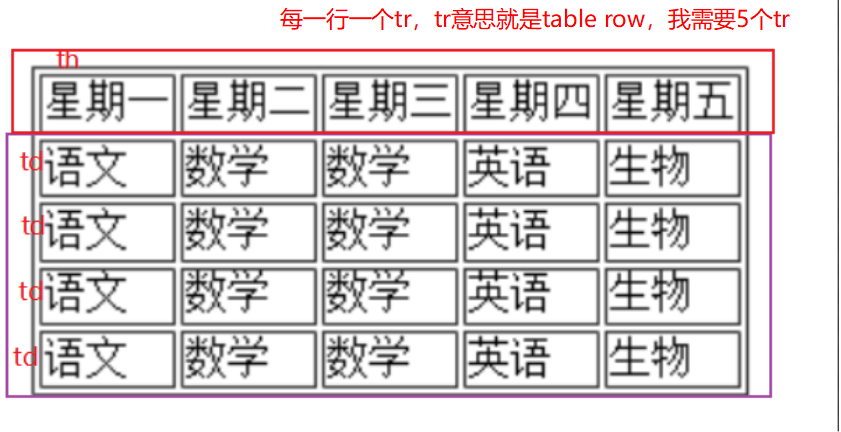 每一行一个tr，tr意思就是table row，我需要5个tr
th
星期一 星期二 星期三 星期四 星期五
td 语文 数学 数学 英语 生物
td 语文 数学 数学 英语 生物
td 语文 数学 数学 英语 生物
td 语文 数学 数学 英语 生物